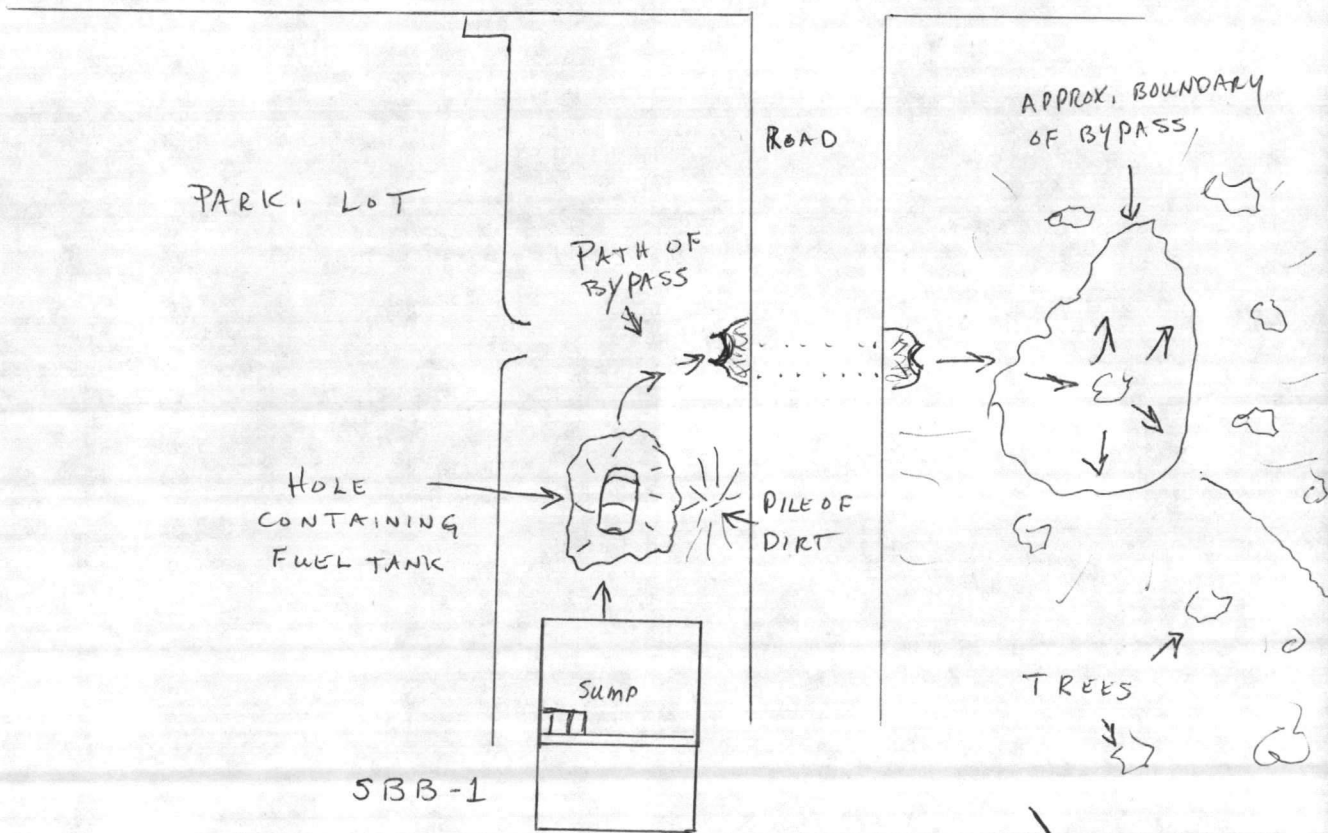 APPROX. BOUNDARY
OF BYPASS
ROAD
PARK. LOT
PATH OF
BYPASS
HOLE
CONTAINING
FUEL TANK
PILE OF
DIRT
SUMP
TREES
SBB-1